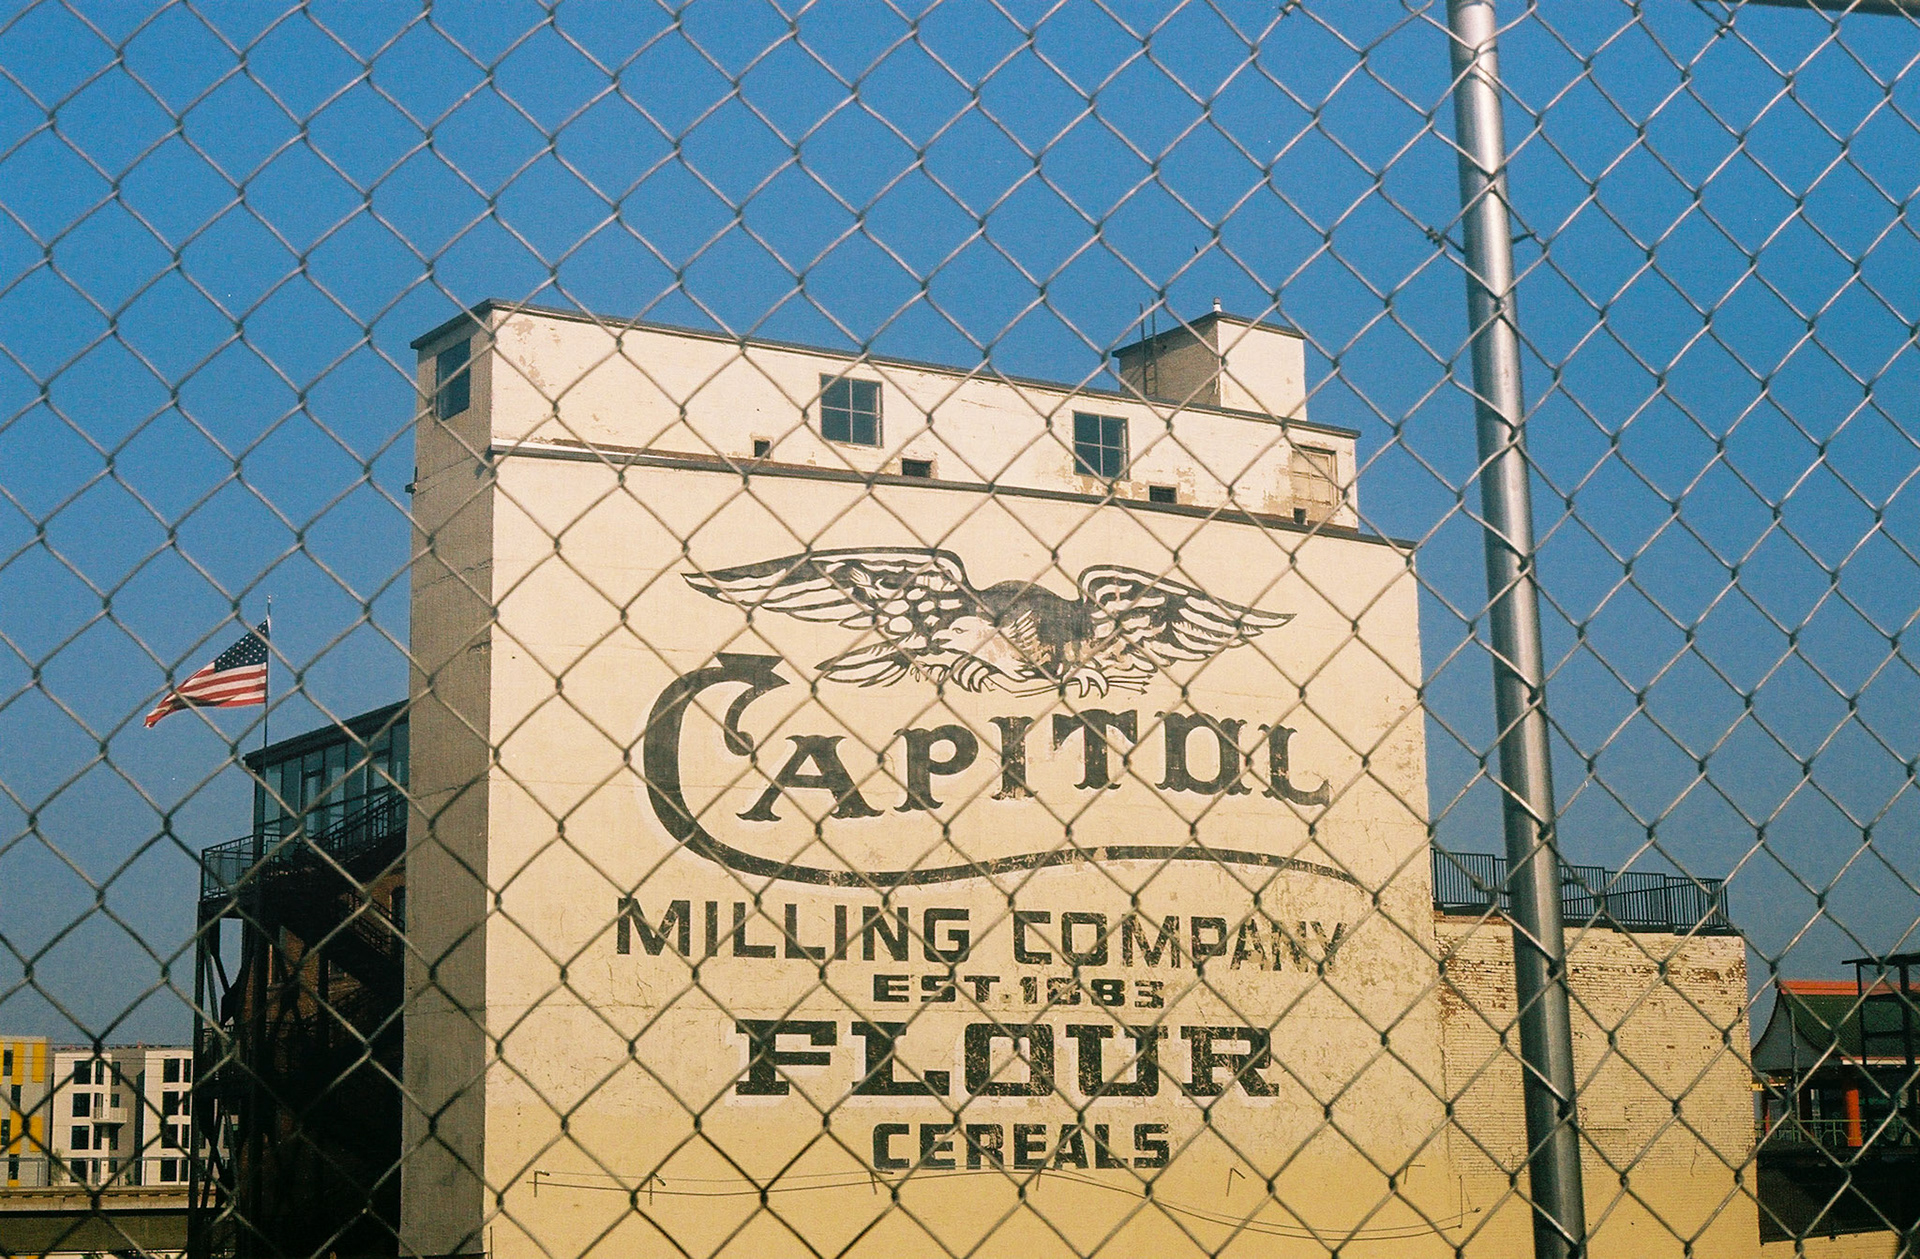 CAPITOL
MILLING COMPANY
EST. 1883
FLOUR
CEREALS